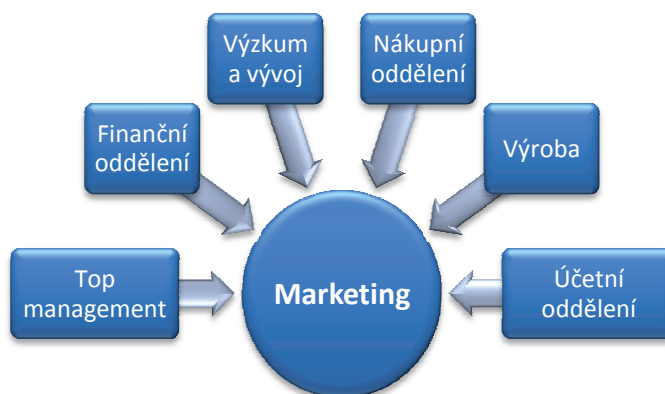 Výzkum
a vývoj
Nákupní
oddělení
Finanční
oddělení
Výroba
Top
management
Marketing
Účetní
oddělení